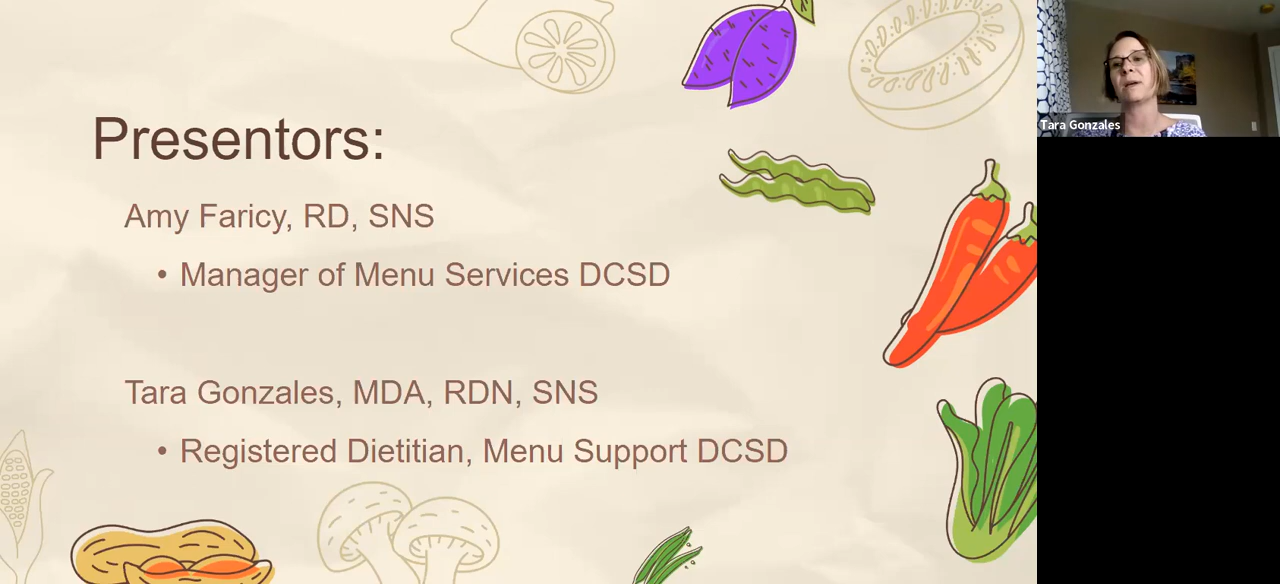 Presentors:
Amy Faricy, RD, SNS
• Manager of Menu Services DCSD
Tara Gonzales, MDA, RDN, SNS
• Registered Dietitian, Menu Support DCSD
Tara Gonzales